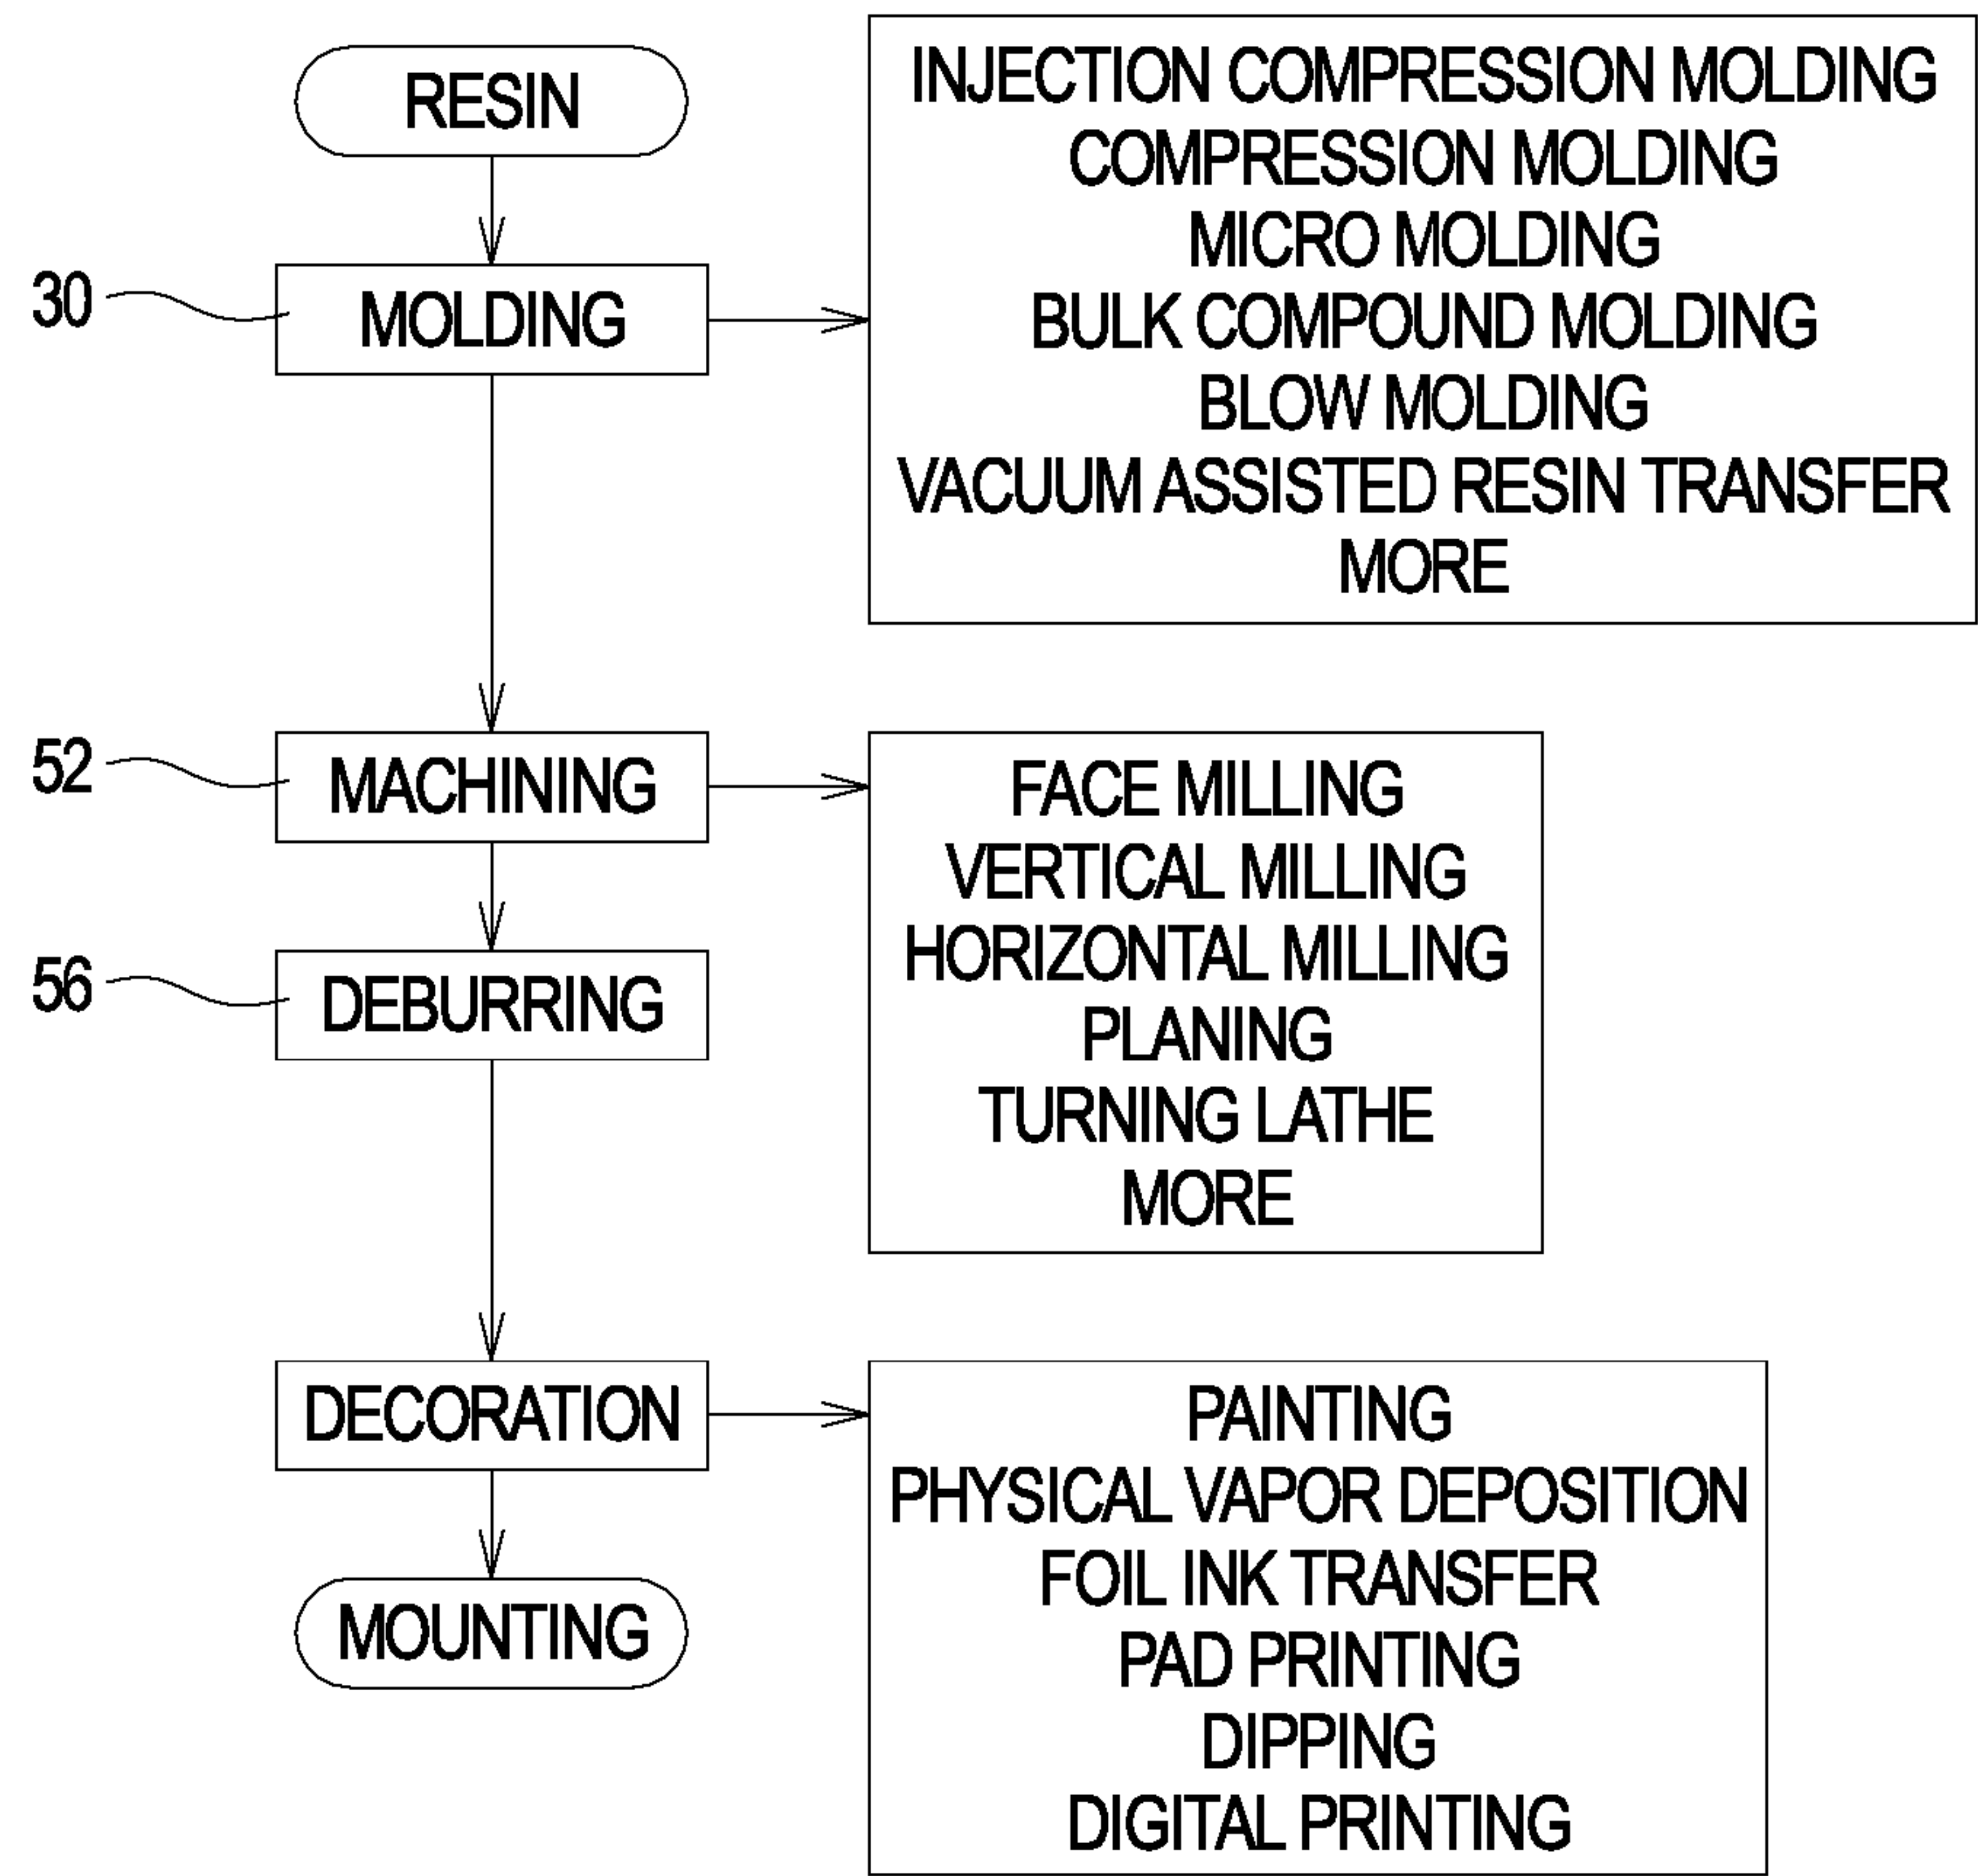 RESIN
30
MOLDING
INJECTION COMPRESSION MOLDING
COMPRESSION MOLDING
MICRO MOLDING
BULK COMPOUND MOLDING
BLOW MOLDING
VACUUM ASSISTED RESIN TRANSFER
MORE
52
MACHINING
FACE MILLING
VERTICAL MILLING
HORIZONTAL MILLING
PLANING
TURNING LATHE
MORE
56
DEBURRING
DECORATION
PAINTING
PHYSICAL VAPOR DEPOSITION
FOIL INK TRANSFER
PAD PRINTING
DIPPING
DIGITAL PRINTING
MOUNTING